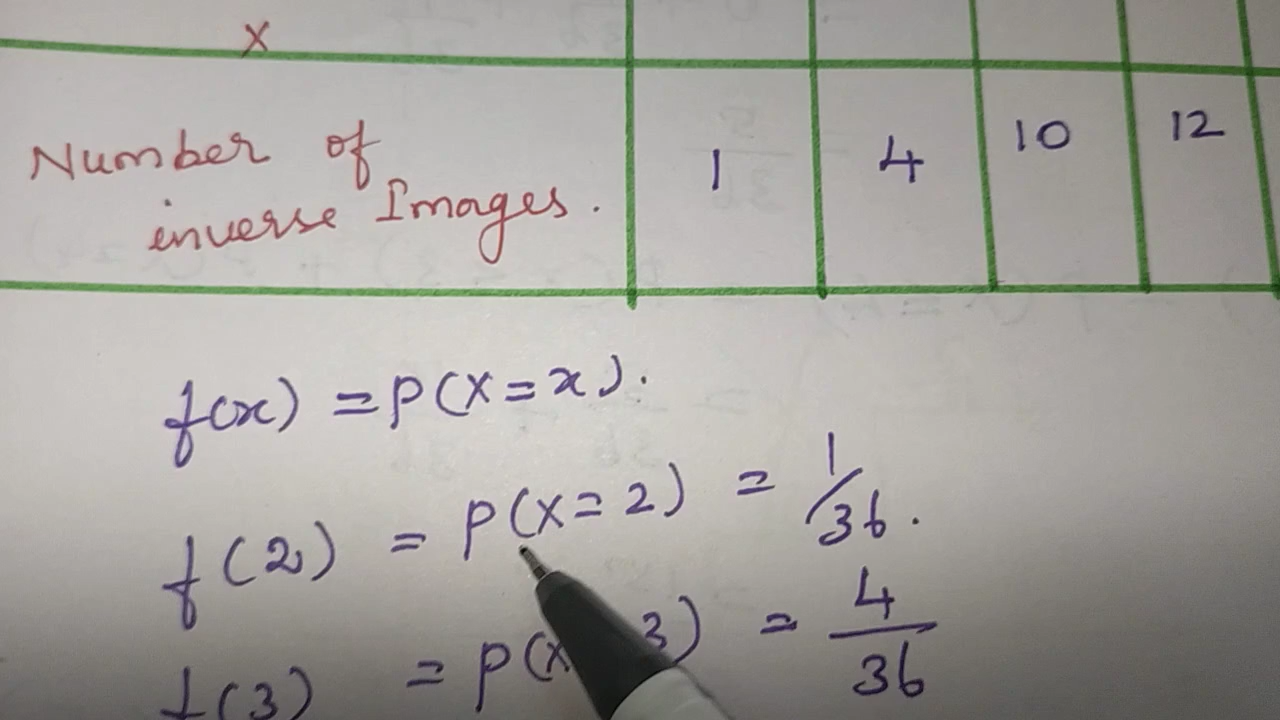 X
Number of inverse Images. 1 4 10 12
f(x) = P(X = x).
f(2) = P(X = 2) = 1/36.
f(3) = P(X 3) = 4/36